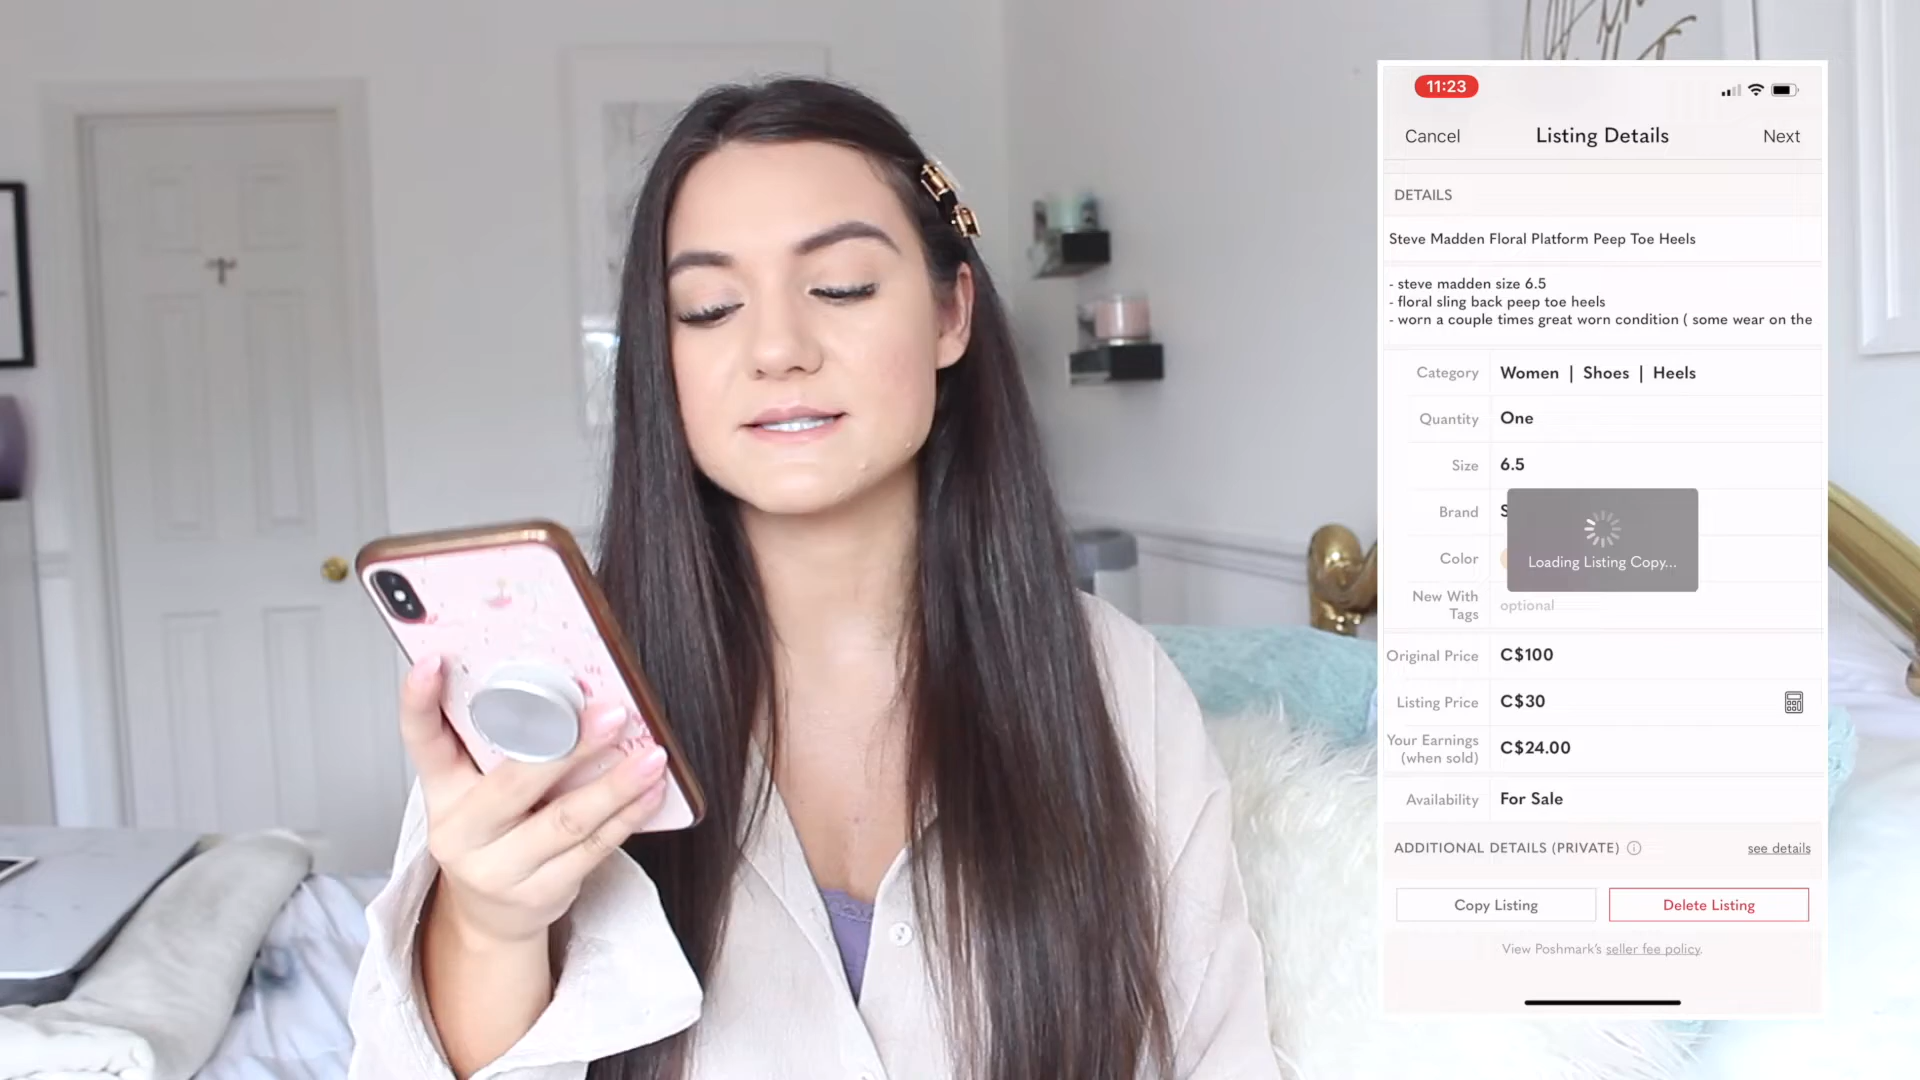 11:23
Cancel Listing Details Next
DETAILS
Steve Madden Floral Platform Peep Toe Heels
- steve madden size 6.5
- floral sling back peep toe heels
- worn a couple times great worn condition ( some wear on the
Category Women | Shoes | Heels
Quantity One
Size 6.5
Brand S
Color
Loading Listing Copy...
New With
Tags optional
Original Price C$100
Listing Price C$30
Your Earnings
(when sold) C$24.00
Availability For Sale
ADDITIONAL DETAILS (PRIVATE) see details
Copy Listing Delete Listing
View Poshmark's seller fee policy.